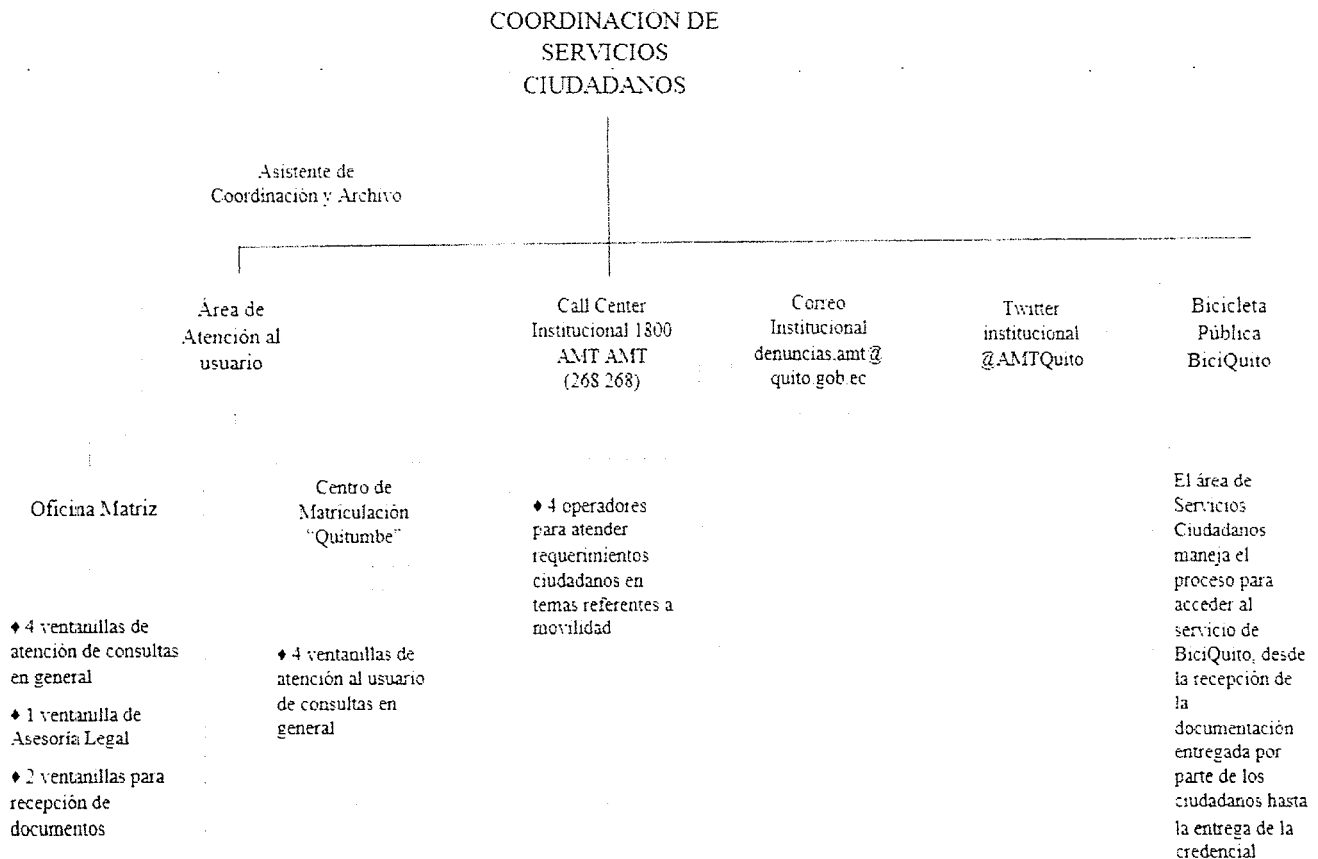 COORDINACION DE
SERVICIOS
CIUDADANOS
Asistente de
Coordinación y Archivo
Área de
Atención al
usuario
Call Center
Institucional 1800
AMT AMT
(268 268)
Correo
Institucional
denuncias.amt@
quito.gob.ec
Twitter
institucional
@AMTQuito
Bicicleta
Pública
BiciQuito
Oficina Matriz
♦ 4 ventanillas de
atención de consultas
en general
♦ 1 ventanilla de
Asesoría Legal
♦ 2 ventanillas para
recepción de
documentos
Centro de
Matriculación
"Quitumbe"
♦ 4 ventanillas de
atención al usuario
de consultas en
general
♦ 4 operadores
para atender
requerimientos
ciudadanos en
temas referentes a
movilidad
El área de
Servicios
Ciudadanos
maneja el
proceso para
acceder al
servicio de
BiciQuito, desde
la recepción de
la
documentación
entregada por
parte de los
ciudadanos hasta
la entrega de la
credencial